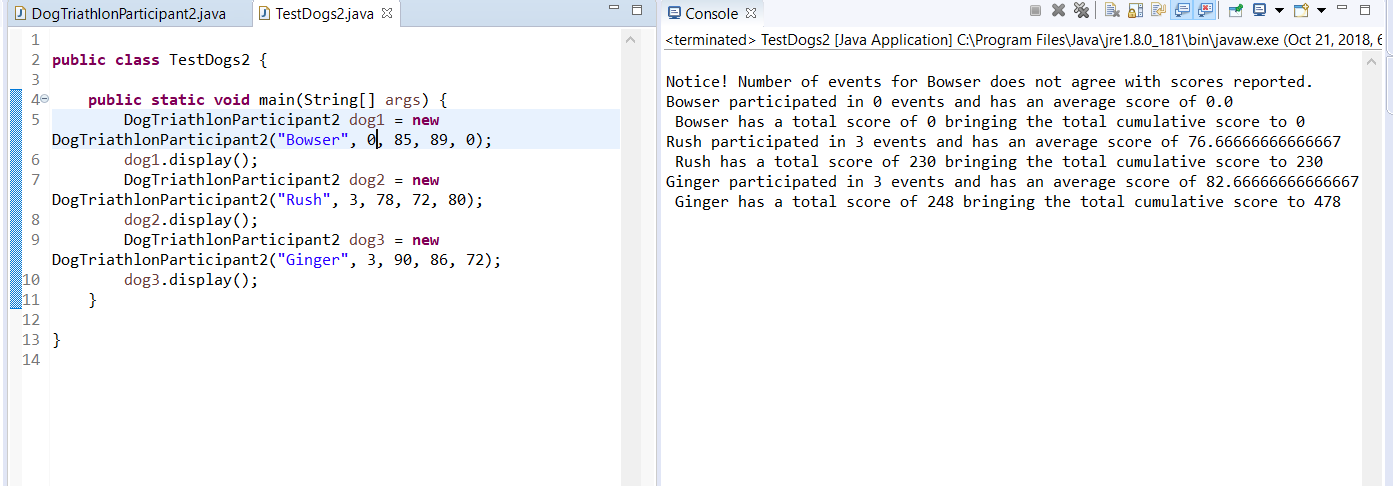 DogTriathlonParticipant2.java
TestDogs2.java
1
2 public class TestDogs2 {
3
4 public static void main(String[] args) {
5 DogTriathlonParticipant2 dog1 = new
DogTriathlonParticipant2("Bowser", 0, 85, 89, 0);
6 dog1.display();
7 DogTriathlonParticipant2 dog2 = new
DogTriathlonParticipant2("Rush", 3, 78, 72, 80);
8 dog2.display();
9 DogTriathlonParticipant2 dog3 = new
DogTriathlonParticipant2("Ginger", 3, 90, 86, 72);
10 dog3.display();
11 }
12
13 }
14
Console
<terminated> TestDogs2 [Java Application] C:\Program Files\Java\jre1.8.0_181\bin\javaw.exe (Oct 21, 2018, 6
Notice! Number of events for Bowser does not agree with scores reported.
Bowser participated in 0 events and has an average score of 0.0
Bowser has a total score of 0 bringing the total cumulative score to 0
Rush participated in 3 events and has an average score of 76.66666666666667
Rush has a total score of 230 bringing the total cumulative score to 230
Ginger participated in 3 events and has an average score of 82.66666666666667
Ginger has a total score of 248 bringing the total cumulative score to 478